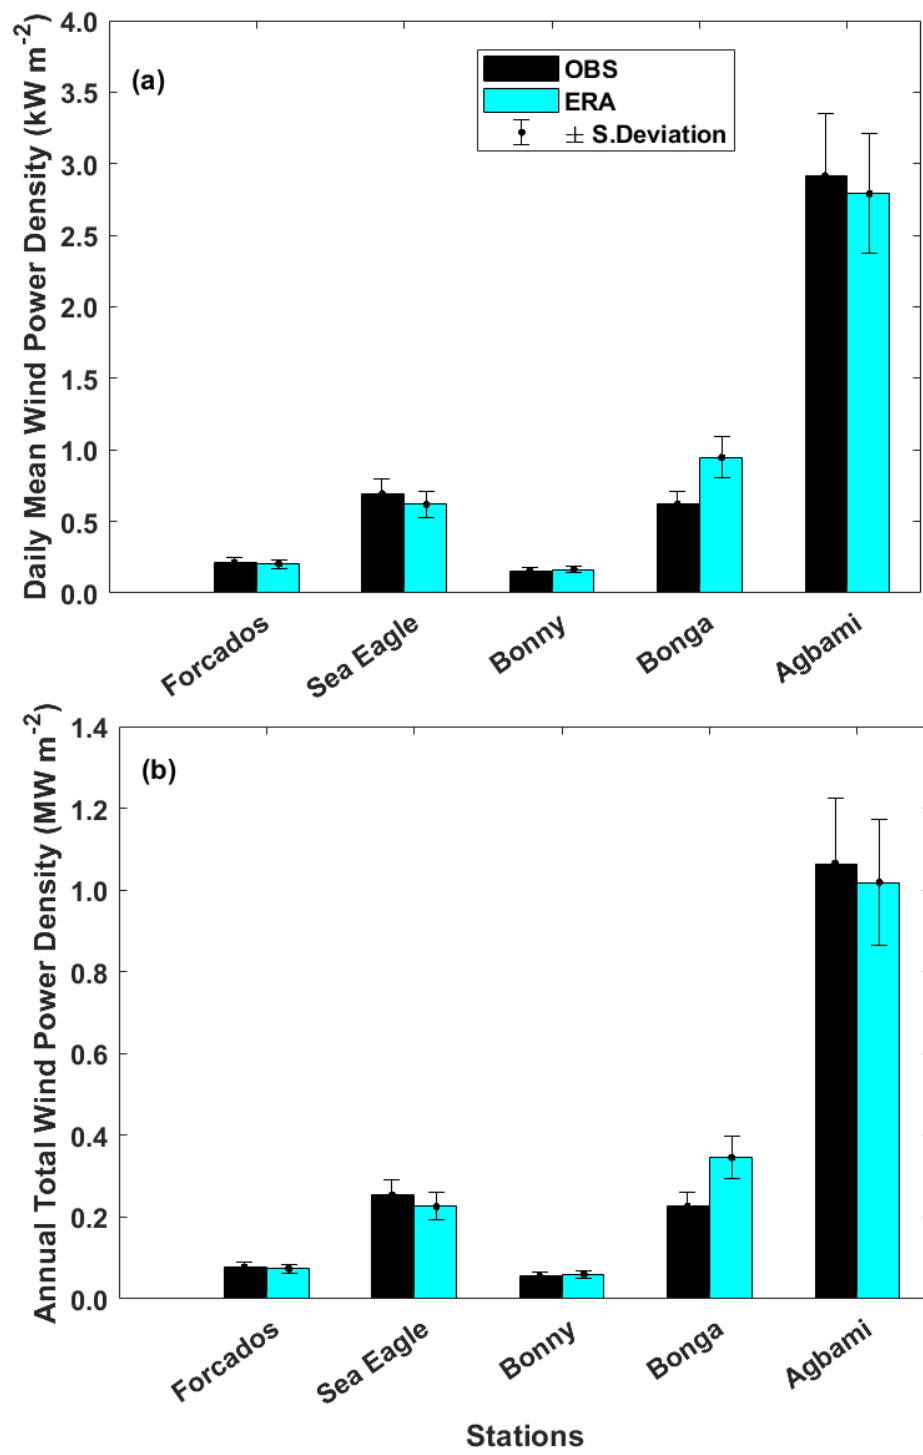 (a)
OBS
ERA
± S.Deviation
Daily Mean Wind Power Density (kW m-2)
4.0
3.5
3.0
2.5
2.0
1.5
1.0
0.5
0.0
Forcados
Sea Eagle
Bonny
Bonga
Agbami
(b)
Annual Total Wind Power Density (MW m-2)
1.4
1.2
1.0
0.8
0.6
0.4
0.2
0.0
Forcados
Sea Eagle
Bonny
Bonga
Agbami
Stations